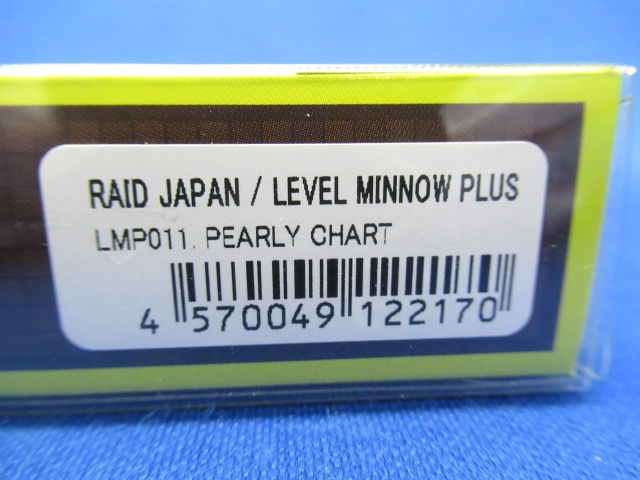 RAID JAPAN / LEVEL MINNOW PLUS
LMP011. PEARLY CHART
4 570049 122170